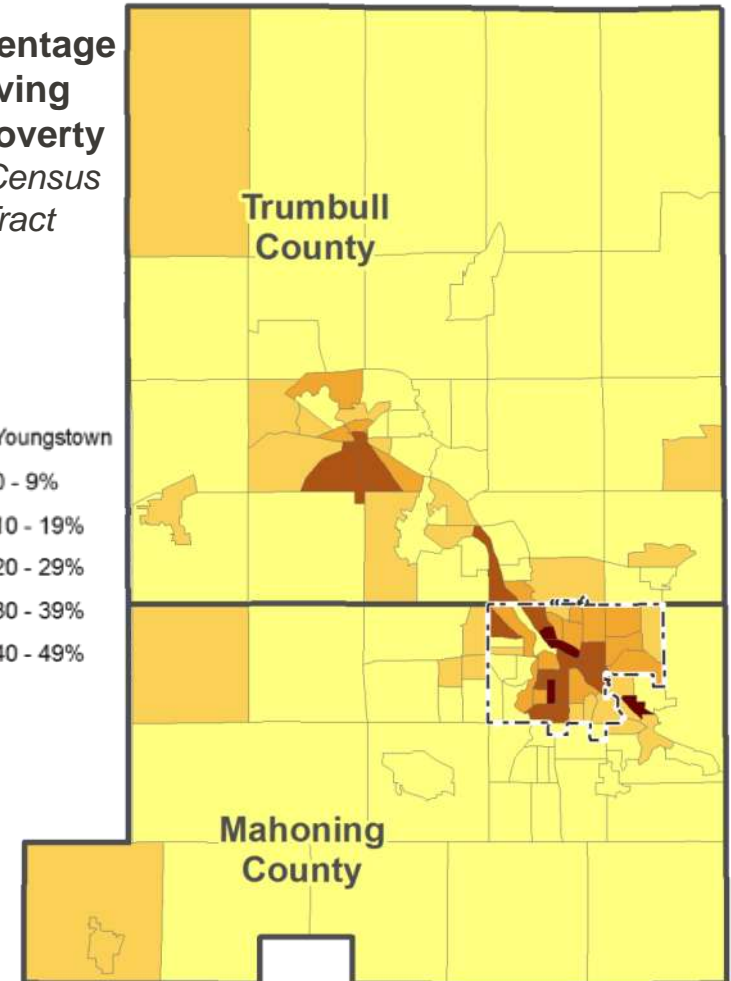 entage
ving
overty
Census
ract
Trumbull
County
Youngstown
0 - 9%
10 - 19%
20 - 29%
30 - 39%
40 - 49%
Mahoning
County